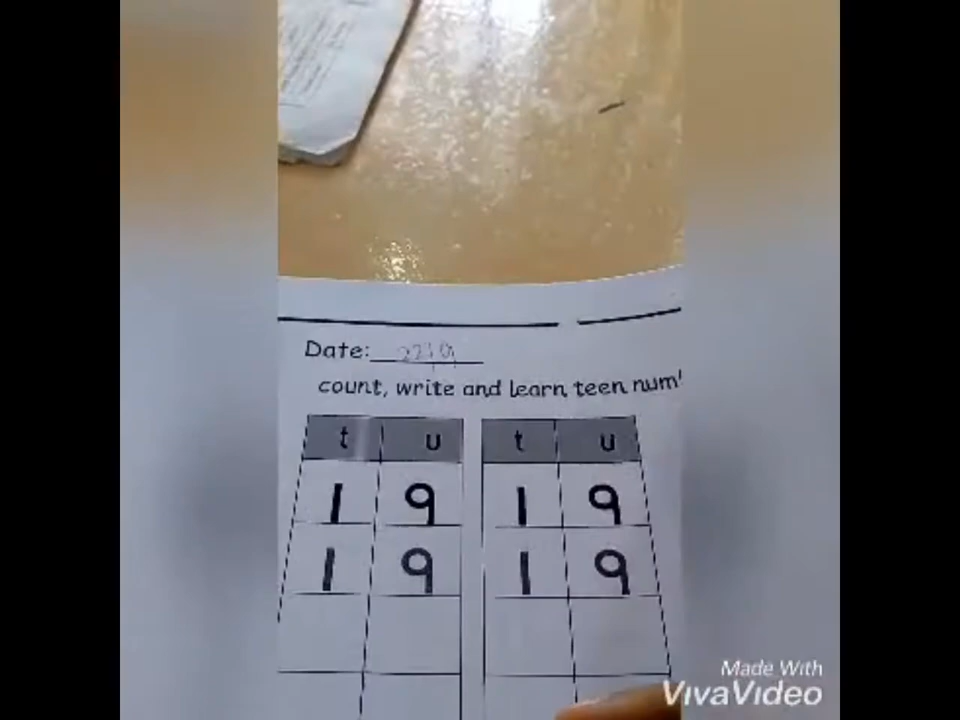 Date:
count, write and learn teen num
t u t u
1 9 1 9
1 9 1 9
Made With
VivaVideo